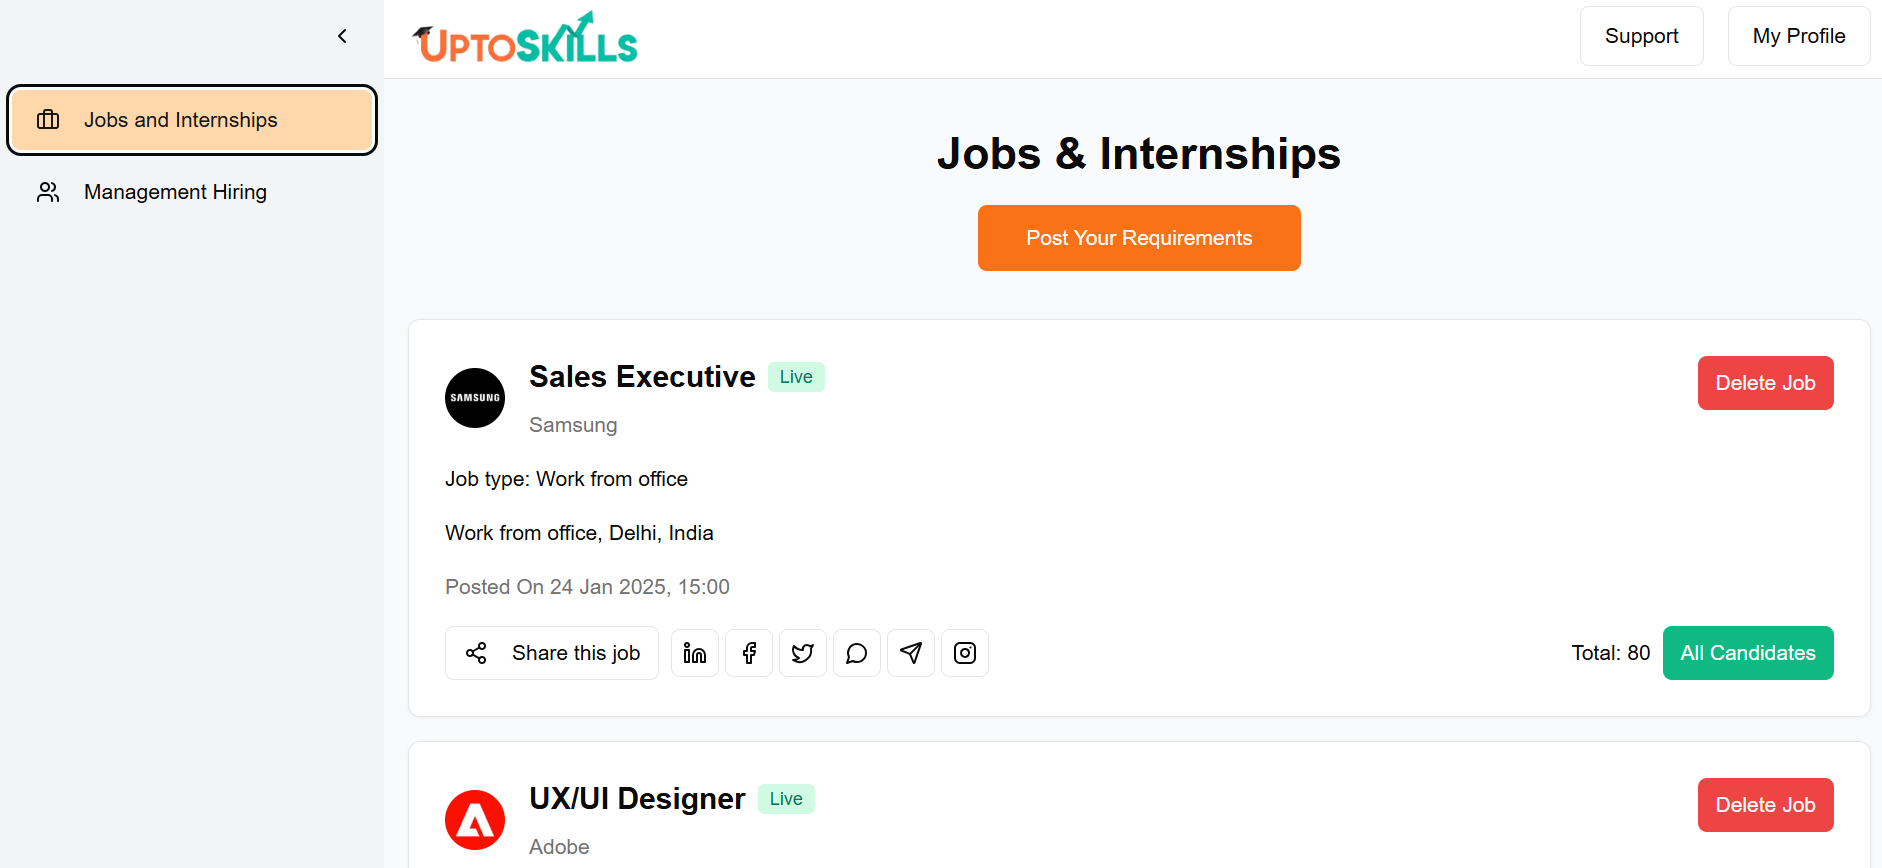 UPTOSKILLS
Support
My Profile
Jobs and Internships
Management Hiring
Jobs & Internships
Post Your Requirements
SAMSUNG
Sales Executive
Live
Delete Job
Samsung
Job type: Work from office
Work from office, Delhi, India
Posted On 24 Jan 2025, 15:00
Share this job
Total: 80
All Candidates
UX/UI Designer
Live
Delete Job
Adobe